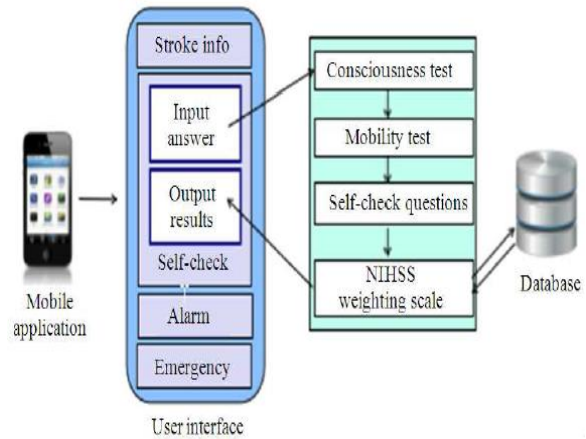 Stroke info
Input
answer
Output
results
Self-check
Alarm
Emergency
User interface
Mobile
application
Consciousness test
Mobility test
Self-check questions
NIHSS
weighting scale
Database